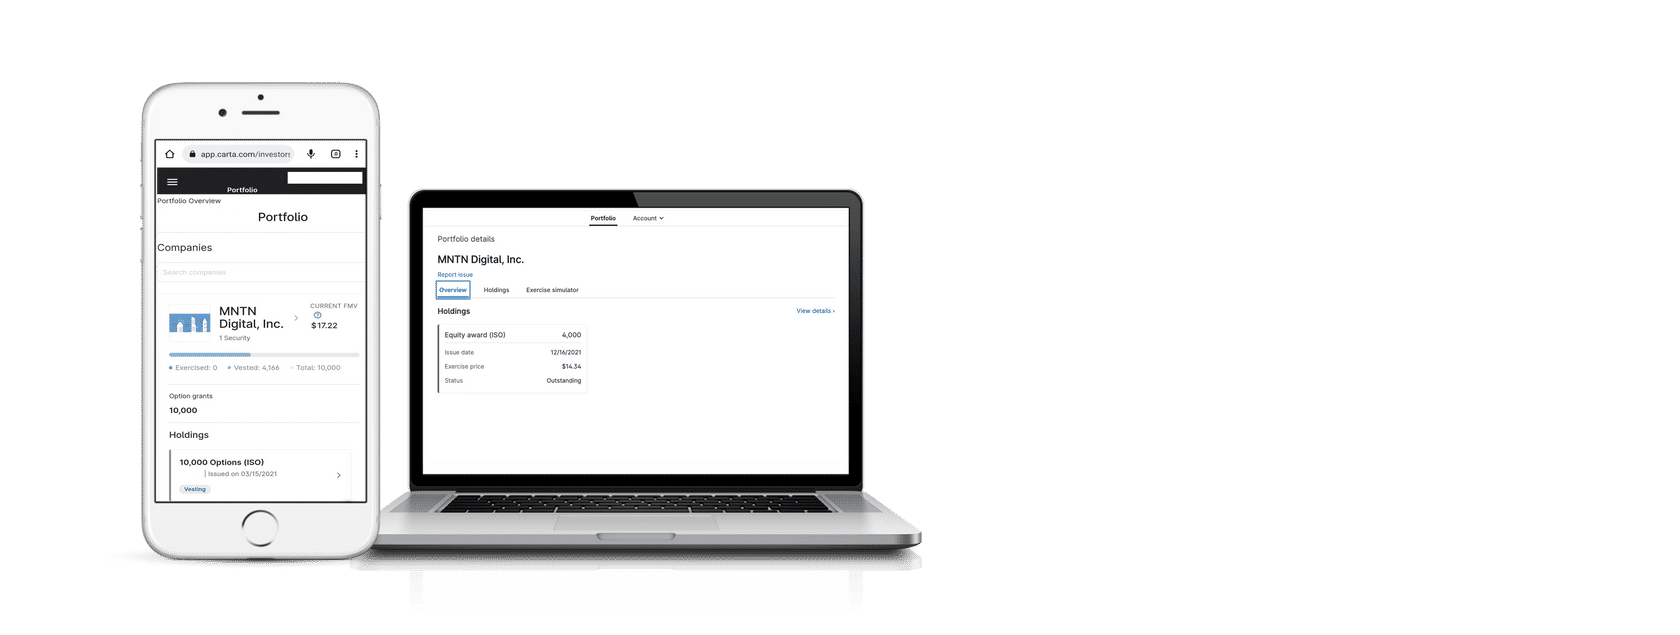 app.carta.com/investors
Portfolio
Portfolio Overview
Portfolio
Companies
Search companies
MNTN
Digital, Inc.
1 Security
CURRENT FMV
$17.22
Exercised: 0 Vested: 4,166 Total: 10,000
Option grants
10,000
Holdings
10,000 Options (ISO)
| Issued on 03/15/2021
Vesting
Portfolio Account
Portfolio details
MNTN Digital, Inc.
Report issue
Overview Holdings Exercise simulator
Holdings View details ›
Equity award (ISO) 4,000
Issue date 12/16/2021
Exercise price $14.34
Status Outstanding